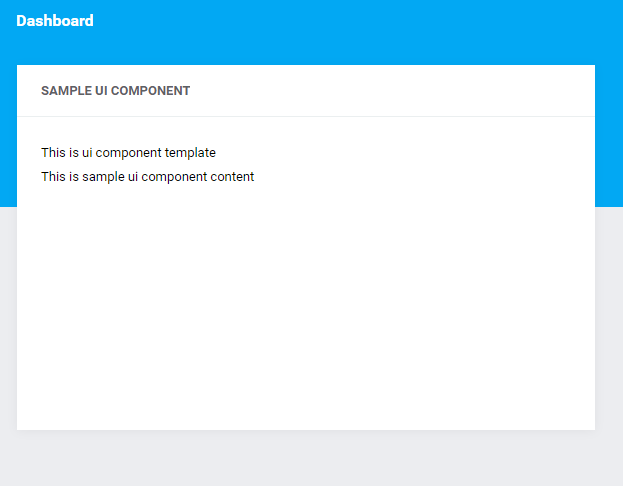 Dashboard
SAMPLE UI COMPONENT
This is ui component template
This is sample ui component content